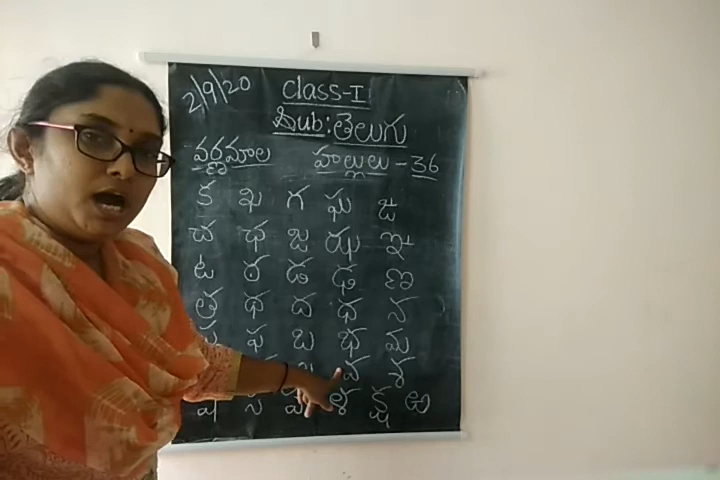 2/9/20
Class-I
Sub: తెలుగు
వర్ణమాల హల్లులు - 36
క ఖ గ ఘ ఙ
చ ఛ జ ఝ ఞ
ట ఠ డ ఢ ణ
త థ ద ధ న
ప ఫ బ భ మ
వ శ
ష స హ ళ క్ష ఱ